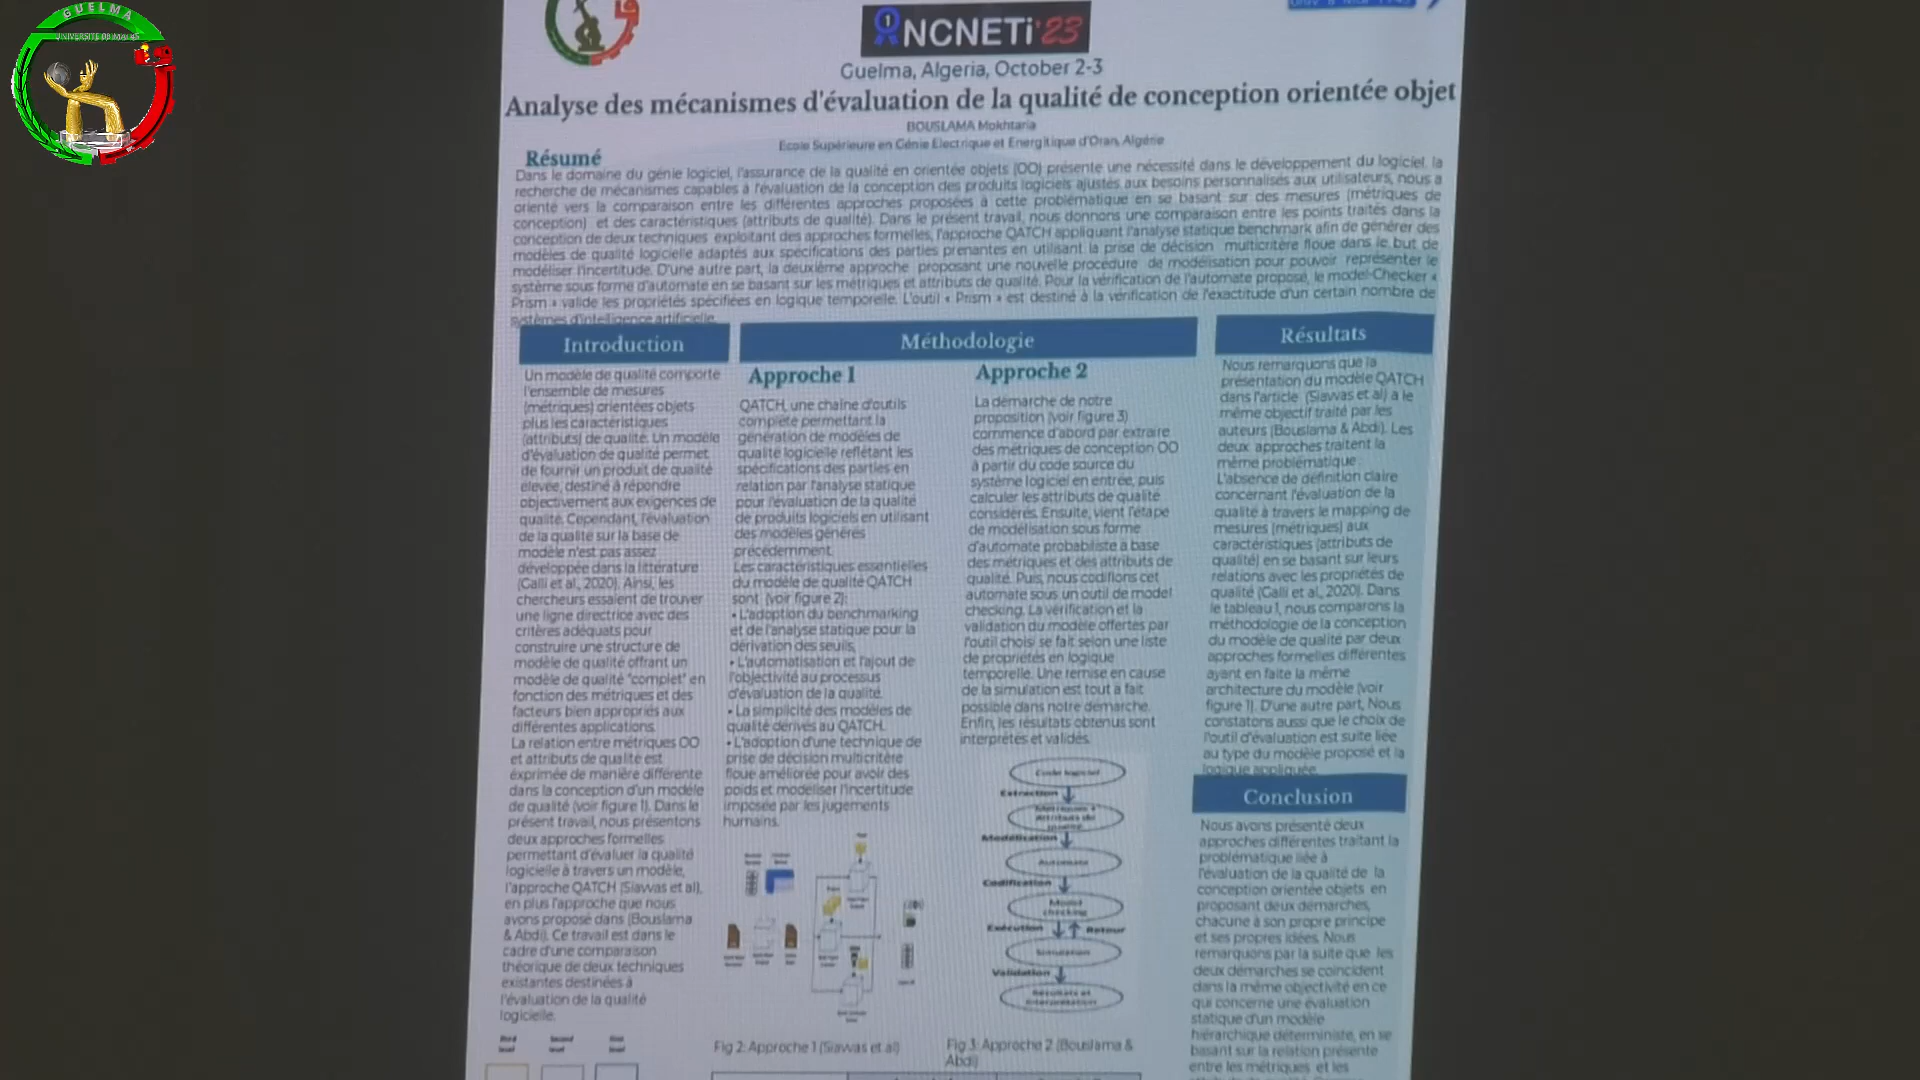 GUELMA
NCNETi'23
Guelma, Algeria, October 2-3
Analyse des mécanismes d'évaluation de la qualité de conception orientée objet
BOUSLAMA Mokhtaria
Ecole Supérieure en Génie Electrique et Energitique d'Oran, Algérie
Résumé
Dans le domaine du génie logiciel, l'assurance de la qualité en orientée objets (OO) présente une nécessité dans le développement du logiciel. la
recherche de mécanismes capables à l'évaluation de la conception des produits logiciels ajustés aux besoins personnalisés aux utilisateurs, nous a
orienté vers la comparaison entre les différentes approches proposées à cette problématique en se basant sur des mesures (métriques de
conception) et des caractéristiques (attributs de qualité). Dans le présent travail, nous donnons une comparaison entre les points traités dans la
conception de deux techniques exploitant des approches formelles, l'approche QATCH appliquant l'analyse statique benchmark afin de générer des
modèles de qualité logicielle adaptés aux spécifications des parties prenantes en utilisant la prise de décision multicritère floue dans le but de
modéliser l'incertitude. D'une autre part, la deuxième approche proposant une nouvelle procédure de modélisation pour pouvoir représenter le
système sous forme d'automate en se basant sur les métriques et attributs de qualité. Pour la vérification de l'automate proposé, le model-Checker «
Prism » valide les propriétés spécifiées en logique temporelle. L'outil « Prism » est destiné à la vérification de l'exactitude d'un certain nombre de
systèmes d'intelligence artificielle.
Introduction
Un modèle de qualité comporte
l'ensemble de mesures
(métriques) orientées objets
plus les caractéristiques
(attributs) de qualité. Un modèle
d'évaluation de qualité permet
de fournir un produit de qualité
élevée, destiné à répondre
objectivement aux exigences de
qualité. Cependant, l'évaluation
de la qualité sur la base de
modèle n'est pas assez
développée dans la littérature
(Galli et al., 2020). Ainsi, les
chercheurs essaient de trouver
une ligne directrice avec des
critères adéquats pour
construire une structure de
modèle de qualité offrant un
modèle de qualité "complet" en
fonction des métriques et des
facteurs bien appropriés aux
différentes applications.
La relation entre métriques OO
et attributs de qualité est
exprimée de manière différente
dans la conception d'un modèle
de qualité (voir figure 1). Dans le
présent travail, nous présentons
deux approches formelles
permettant d'évaluer la qualité
logicielle à travers un modèle,
l'approche QATCH (Siavvas et al),
en plus l'approche que nous
avons proposé dans (Bouslama
& Abdi). Ce travail est dans le
cadre d'une comparaison
théorique de deux techniques
existantes destinées à
l'évaluation de la qualité
logicielle.
Third level
Second level
First level
Méthodologie
Approche 1
QATCH, une chaîne d'outils
complète permettant la
génération de modèles de
qualité logicielle reflétant les
spécifications des parties en
relation par l'analyse statique
pour l'évaluation de la qualité
de produits logiciels en utilisant
des modèles générés
précédemment.
Les caractéristiques essentielles
du modèle de qualité QATCH
sont (voir figure 2):
• L'adoption du benchmarking
et de l'analyse statique pour la
dérivation des seuils,
• L'automatisation et l'ajout de
l'objectivité au processus
d'évaluation de la qualité.
• La simplicité des modèles de
qualité dérivés au QATCH.
• L'adoption d'une technique de
prise de décision multicritère
floue améliorée pour avoir des
poids et modéliser l'incertitude
imposée par les jugements
humains.
Fig 2: Approche 1 (Siavvas et al)
Approche 2
La démarche de notre
proposition (voir figure 3)
commence d'abord par extraire
des métriques de conception OO
à partir du code source du
système logiciel en entrée, puis
calculer les attributs de qualité
considérés. Ensuite, vient l'étape
de modélisation sous forme
d'automate probabiliste à base
des métriques et des attributs de
qualité. Puis, nous codifions cet
automate sous un outil de model
checking. La vérification et la
validation du modèle offertes par
l'outil choisi se fait selon une liste
de propriétés en logique
temporelle. Une remise en cause
de la simulation est tout à fait
possible dans notre démarche.
Enfin, les résultats obtenus sont
interprétés et validés.
Code logiciel
Extraction
Métriques +
Attributs de
qualité
Modélisation
Automate
Codification
Model
checking
Exécution
Retour
Simulation
Validation
Résultats et
interprétation
Fig 3: Approche 2 (Bouslama &
Abdi)
Résultats
Nous remarquons que la
présentation du modèle QATCH
dans l'article (Siavvas et al) a le
même objectif traité par les
auteurs (Bouslama & Abdi). Les
deux approches traitent la
même problématique :
L'absence de définition claire
concernant l'évaluation de la
qualité à travers le mapping de
mesures (métriques) aux
caractéristiques (attributs de
qualité) en se basant sur leurs
relations avec les propriétés de
qualité (Galli et al., 2020). Dans
le tableau 1, nous comparons la
méthodologie de la conception
du modèle de qualité par deux
approches formelles différentes
ayant en faite la même
architecture du modèle (voir
figure 1). D'une autre part, Nous
constatons aussi que le choix de
l'outil d'évaluation est suite liée
au type du modèle proposé et la
logique appliquée.
Conclusion
Nous avons présenté deux
approches différentes traitant la
problématique liée à
l'évaluation de la qualité de la
conception orientée objets en
proposant deux démarches,
chacune a son propre principe
et ses propres idées. Nous
remarquons par la suite que les
deux démarches se coïncident
dans la même objectivité en ce
qui concerne une évaluation
statique d'un modèle
hiérarchique déterministe, en se
basant sur la relation présente
entre les métriques et les